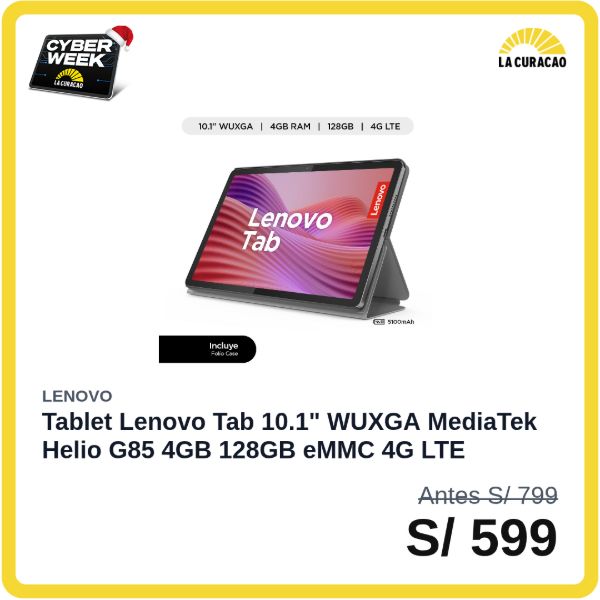 CYBER
WEEK
LA CURACAO
LA CURACAO
10.1" WUXGA | 4GB RAM | 128GB | 4G LTE
Lenovo
Tab
Lenovo
5100mAh
Incluye
Folio Case
LENOVO
Tablet Lenovo Tab 10.1" WUXGA MediaTek
Helio G85 4GB 128GB eMMC 4G LTE
Antes S/ 799
S/ 599